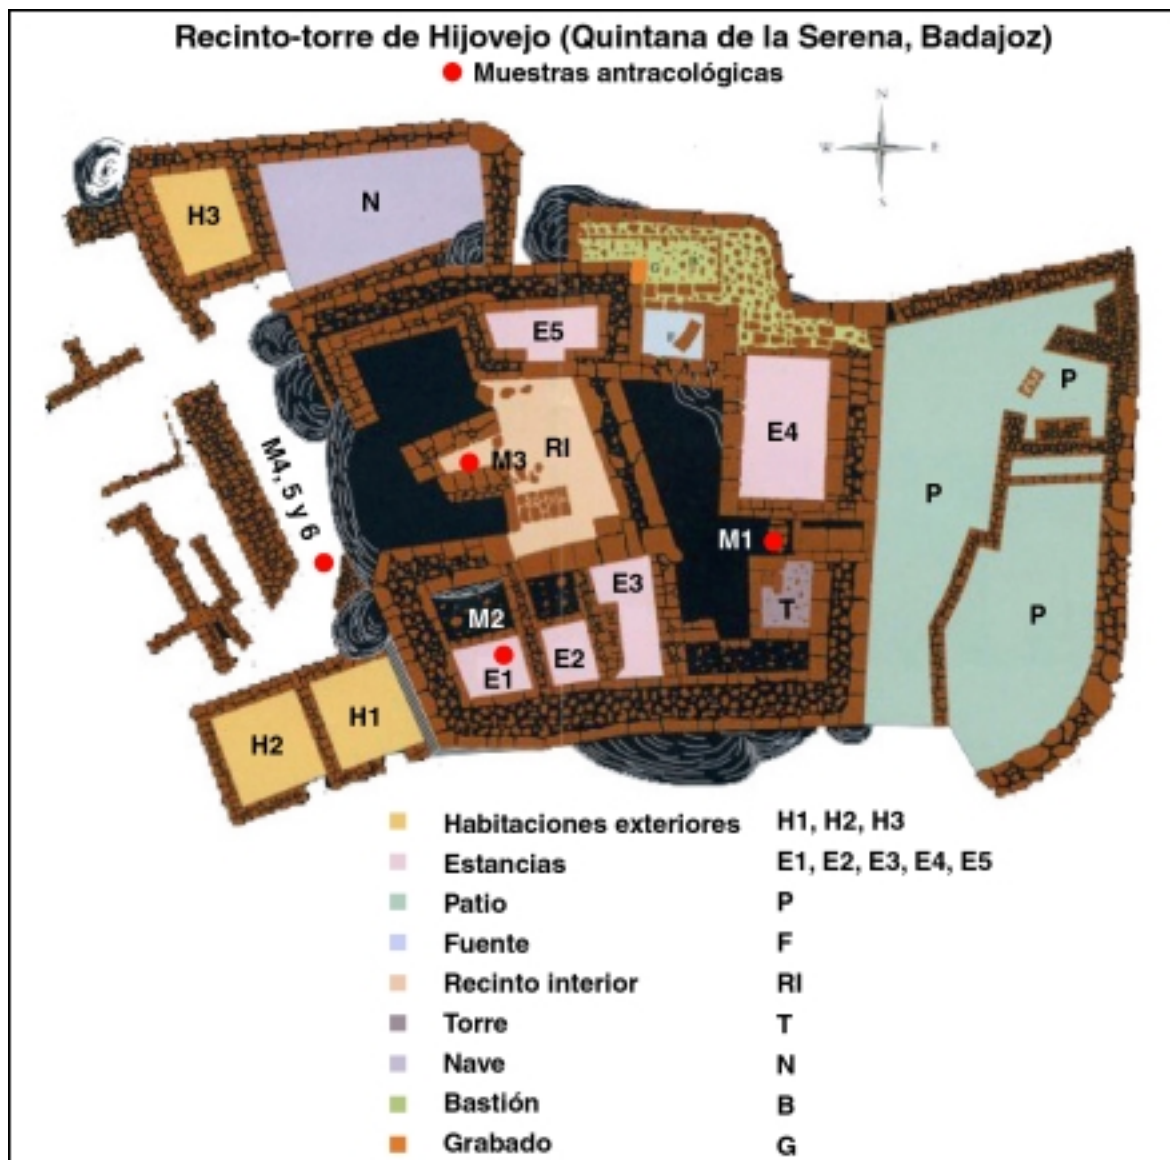 Recinto-torre de Hijovejo (Quintana de la Serena, Badajoz)
Muestras antracológicas
N
W E
S
H3
N
G B
E5
F
P
E4
RI
M3
P
M4, 5 y 6
M1
E3
M2
T
P
E2
E1
H1
H2
Habitaciones exteriores H1, H2, H3
Estancias E1, E2, E3, E4, E5
Patio P
Fuente F
Recinto interior RI
Torre T
Nave N
Bastión B
Grabado G